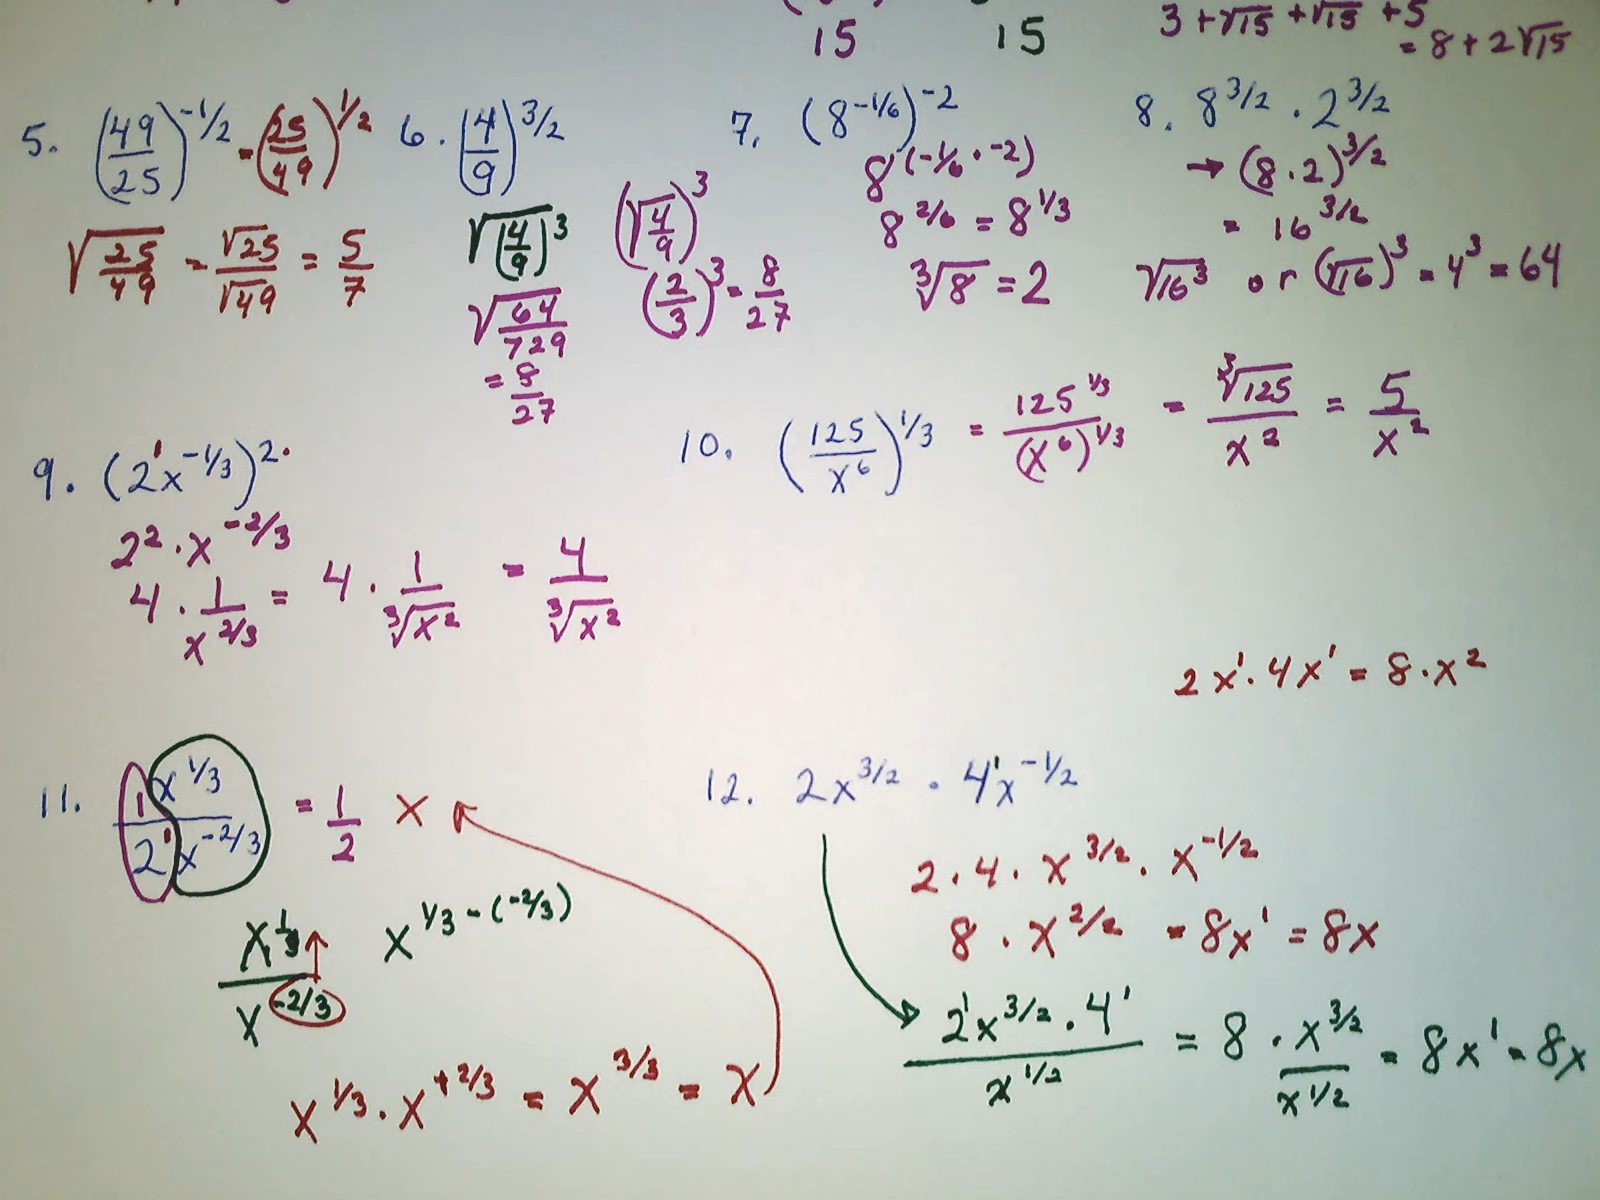 15
15
3 + √15 + √15 + 5
= 8 + 2√15
5. (49/25)^-1/2 = (25/49)^1/2
√(25/49) = √25/√49 = 5/7
6. (4/9)^3/2
√(4/9)^3
√(64/729)
= 8/27
(√(4/9))^3
(2/3)^3 = 8/27
7. (8^-1/6)^-2
8^(-1/6 · -2)
8^2/6 = 8^1/3
∛8 = 2
8. 8^3/2 · 2^3/2
→ (8·2)^3/2
= 16^3/2
√16^3 or (√16)^3 = 4^3 = 64
9. (2^1x^-1/3)^2·
2^2 · x^-2/3
4 · 1/x^2/3 = 4 · 1/∛x^2 = 4/∛x^2
10. (125/x^6)^1/3 = 125^1/3/(x^6)^1/3 = ∛125/x^2 = 5/x^2
2x^1 · 4x^1 = 8 · x^2
11. 1x^1/3/2^1x^-2/3 = 1/2 x
x^1/3/x^-2/3 x^1/3-(-2/3)
x^1/3 · x^+2/3 = x^3/3 = x
12. 2x^3/2 · 4^1x^-1/2
2 · 4 · x^3/2 · x^-1/2
8 · x^2/2 = 8x^1 = 8x
2^1x^3/2 · 4^1/x^1/2 = 8 · x^3/2/x^1/2 = 8x^1 = 8x